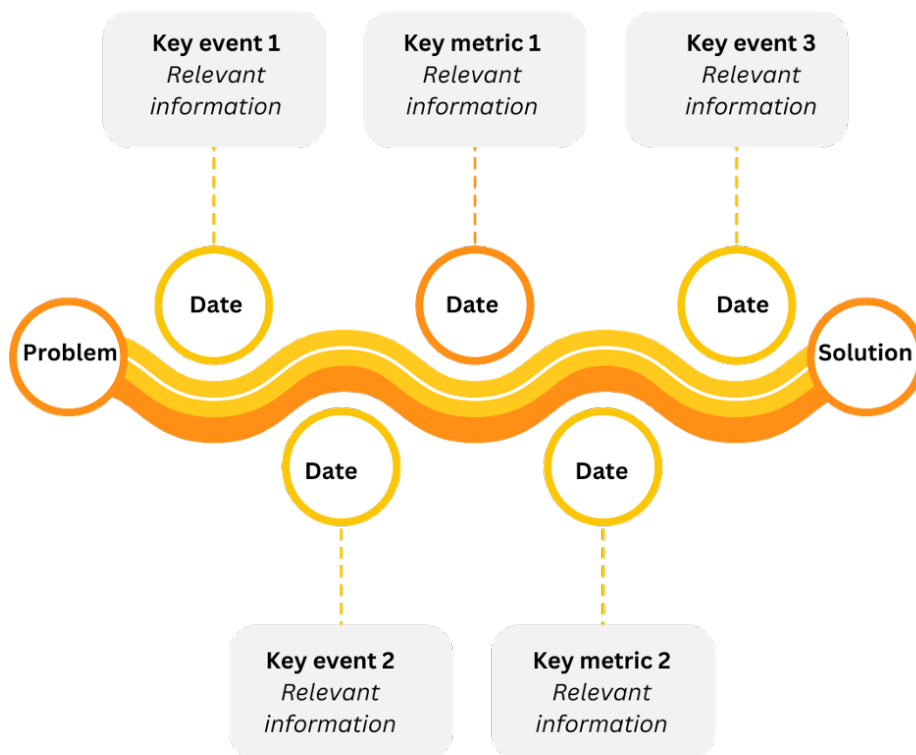 Key event 1
Relevant
information
Key metric 1
Relevant
information
Key event 3
Relevant
information
Date
Date
Date
Problem
Solution
Date
Date
Key event 2
Relevant
information
Key metric 2
Relevant
information